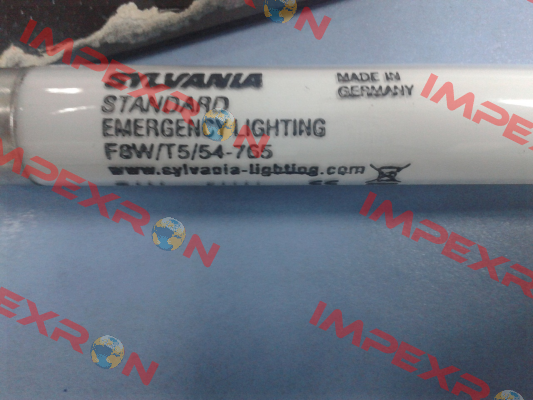 SYLVANIA
MADE IN
GERMANY
STANDARD
EMERGENCY LIGHTING
F8W/T5/54-765
www.sylvania-lighting.com
CE
IMPEXRON
IMPEXRON
IMPEXRON
IMPEXRON
IMPEXRON